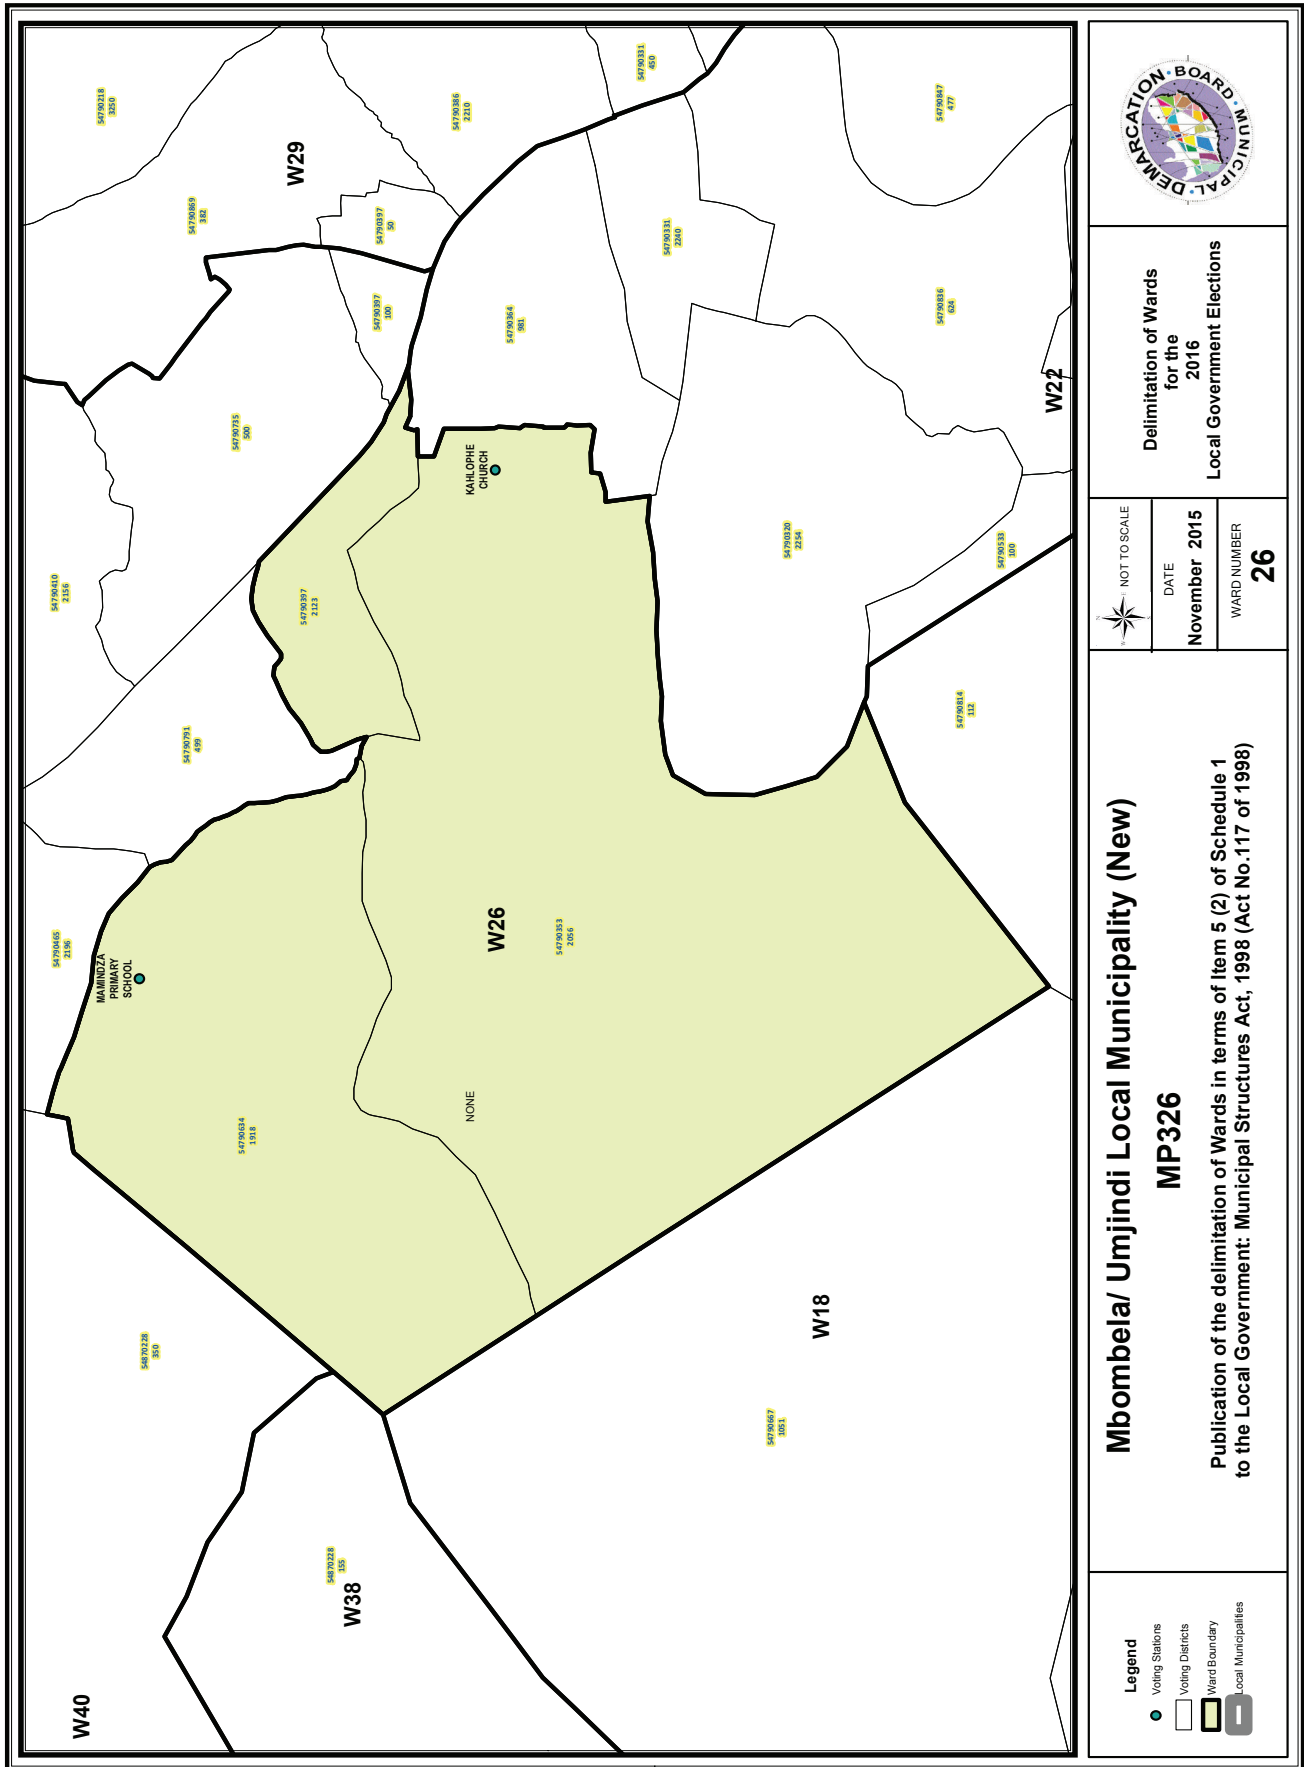 W40
54870228
350
54790465
2196
MAMINDZA
PRIMARY
SCHOOL
54790791
499
54790410
2156
54790218
3250
54790869
382
W29
54790735
500
54790397
50
54790397
100
54790386
2210
54790331
450
54790364
981
54790331
2240
54790847
477
54790836
624
W22
KAHLOPHE
CHURCH
54790397
2123
54790320
2254
54790533
100
54790814
112
W26
54790353
2056
54790634
1918
NONE
54870228
155
W38
W18
54790667
1051
Legend
Voting Stations
Voting Districts
Ward Boundary
Local Municipalities
Mbombela/ Umjindi Local Municipality (New)
MP326
Publication of the delimitation of Wards in terms of Item 5 (2) of Schedule 1
to the Local Government: Municipal Structures Act, 1998 (Act No.117 of 1998)
N
W
E
S
NOT TO SCALE
DATE
November 2015
WARD NUMBER
26
Delimitation of Wards
for the
2016
Local Government Elections
MUNICIPAL • DEMARCATION • BOARD •